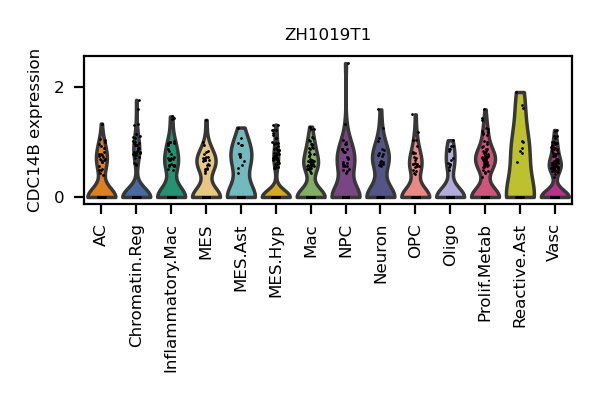 ZH1019T1
CDC14B expression
2
0
AC
Chromatin.Reg
Inflammatory.Mac
MES
MES.Ast
MES.Hyp
Mac
NPC
Neuron
OPC
Oligo
Prolif.Metab
Reactive.Ast
Vasc